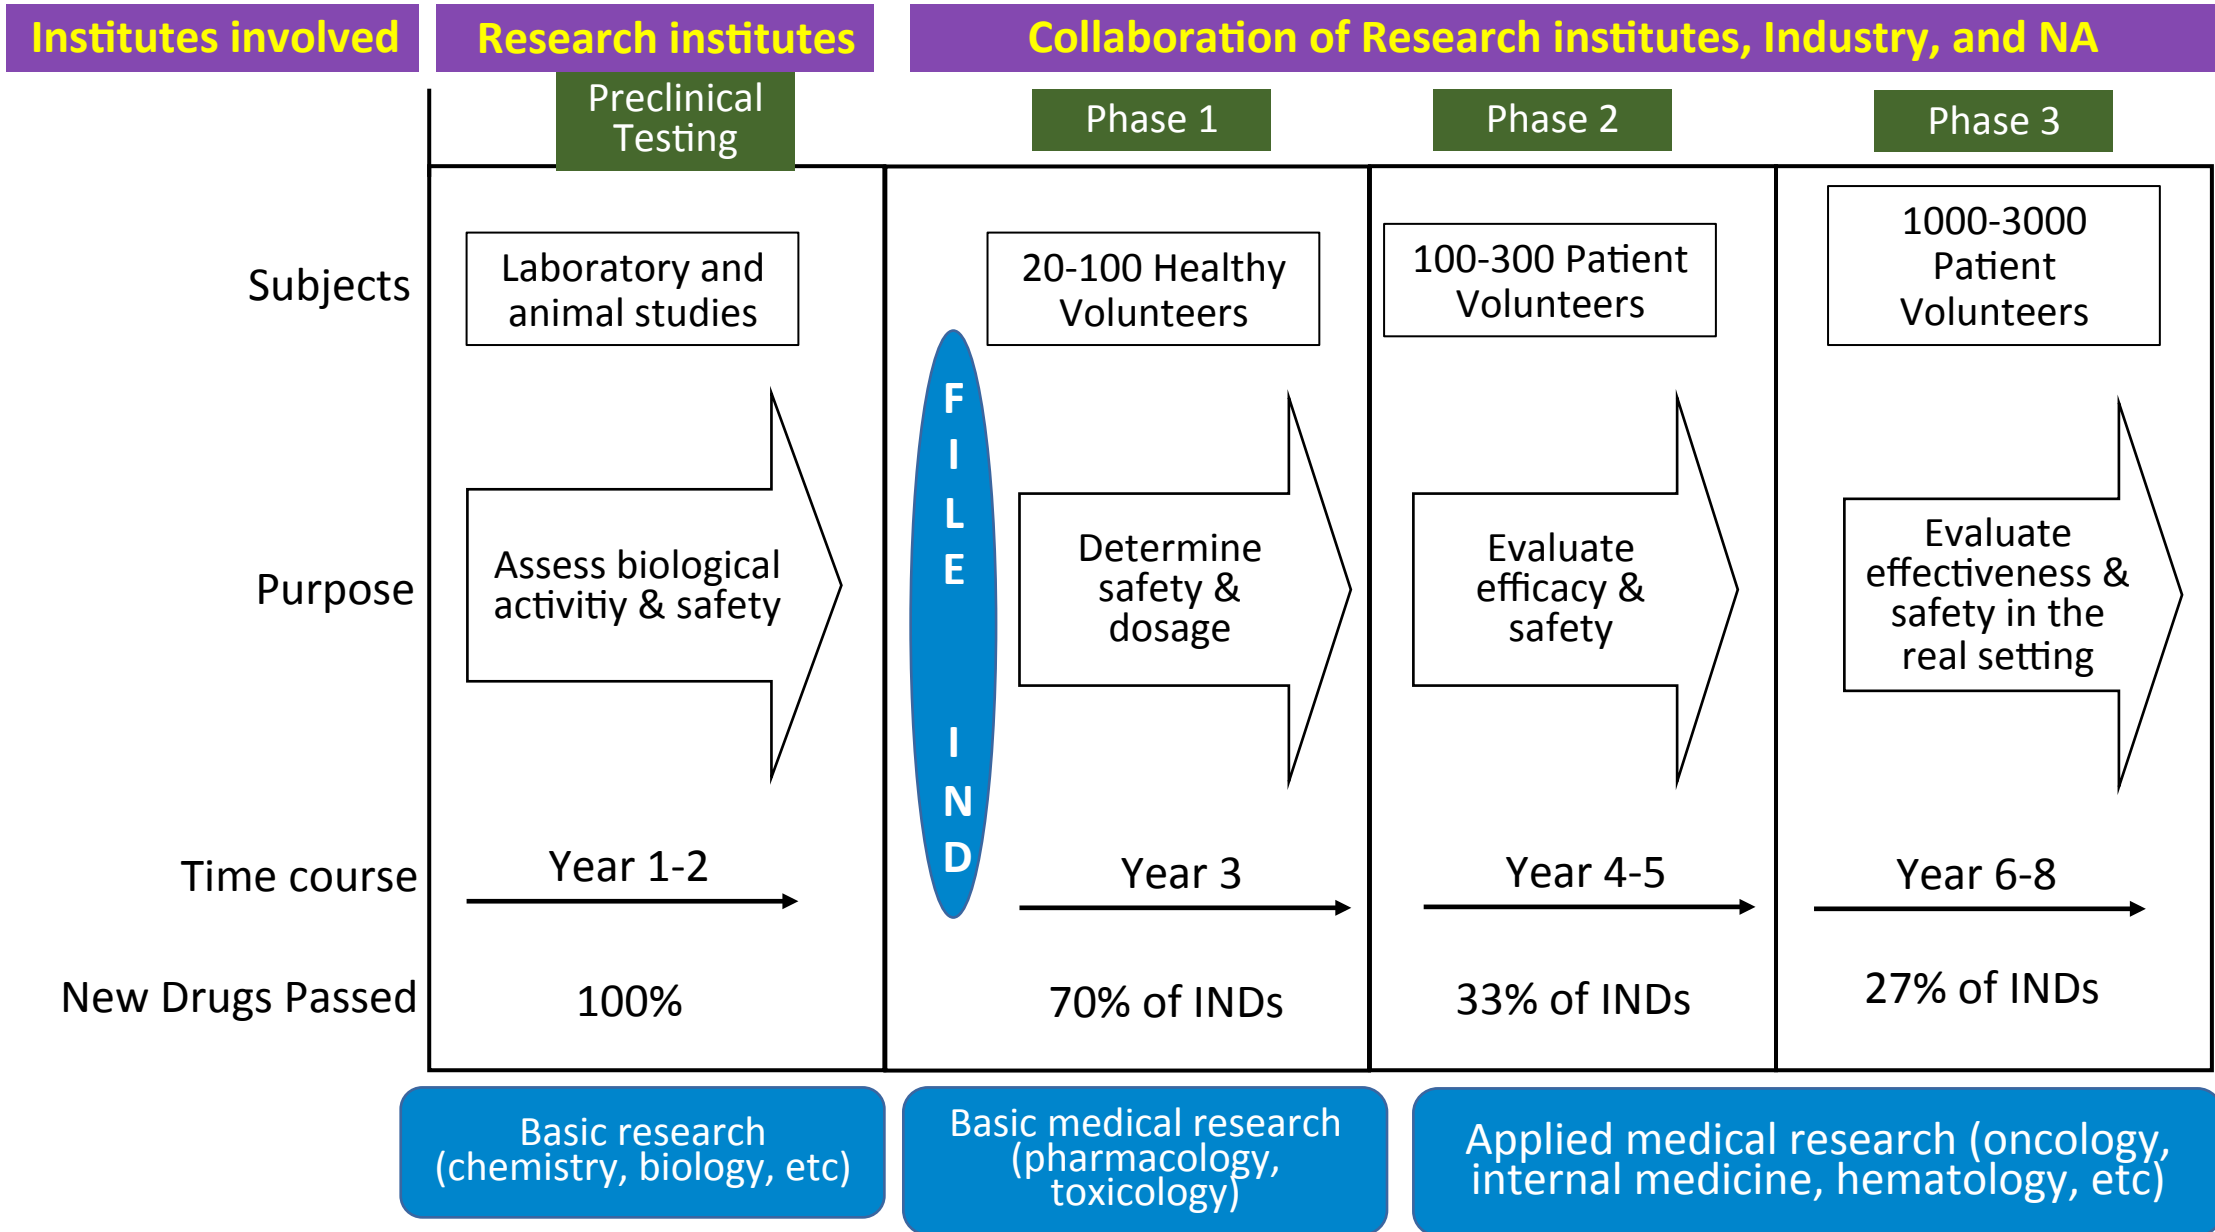 Institutes involved
Research institutes
Collaboration of Research institutes, Industry, and NA
Preclinical
Testing
Phase 1
Phase 2
Phase 3
Subjects
Laboratory and
animal studies
20-100 Healthy
Volunteers
100-300 Patient
Volunteers
1000-3000
Patient
Volunteers
Purpose
Assess biological
activitiy & safety
F
I
L
E
I
N
D
Determine
safety &
dosage
Evaluate
efficacy &
safety
Evaluate
effectiveness &
safety in the
real setting
Time course
Year 1-2
Year 3
Year 4-5
Year 6-8
New Drugs Passed
100%
70% of INDs
33% of INDs
27% of INDs
Basic research
(chemistry, biology, etc)
Basic medical research
(pharmacology,
toxicology)
Applied medical research (oncology,
internal medicine, hematology, etc)